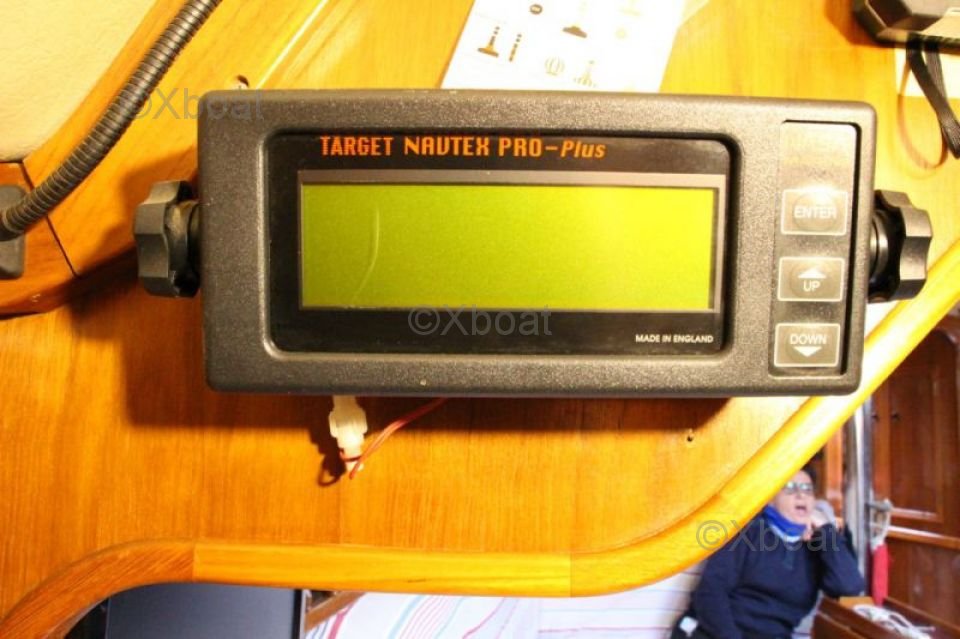 ©Xboat
TARGET NAVTEX PRO-Plus
ENTER
UP
©Xboat
MADE IN ENGLAND
DOWN
©Xboat